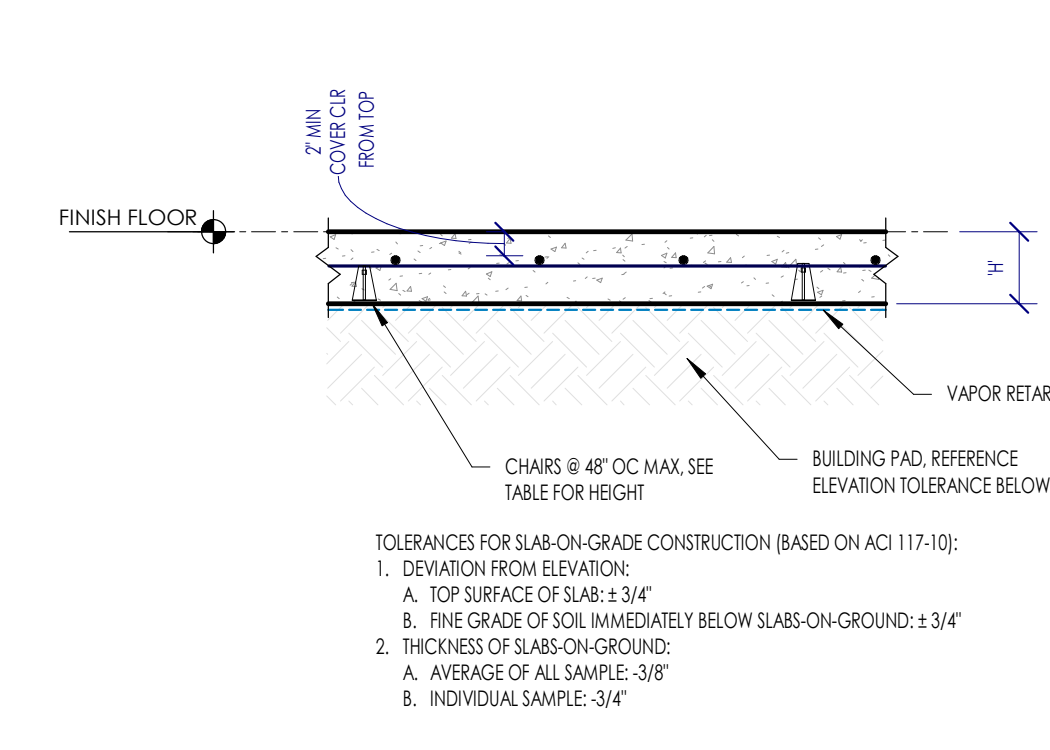 2" MIN
COVER CLR
FROM TOP
FINISH FLOOR
'H'
VAPOR RETAR
CHAIRS @ 48" OC MAX, SEE
TABLE FOR HEIGHT
BUILDING PAD, REFERENCE
ELEVATION TOLERANCE BELOW
TOLERANCES FOR SLAB-ON-GRADE CONSTRUCTION (BASED ON ACI 117-10):
1. DEVIATION FROM ELEVATION:
A. TOP SURFACE OF SLAB: ± 3/4"
B. FINE GRADE OF SOIL IMMEDIATELY BELOW SLABS-ON-GROUND: ± 3/4"
2. THICKNESS OF SLABS-ON-GROUND:
A. AVERAGE OF ALL SAMPLE: -3/8"
B. INDIVIDUAL SAMPLE: -3/4"